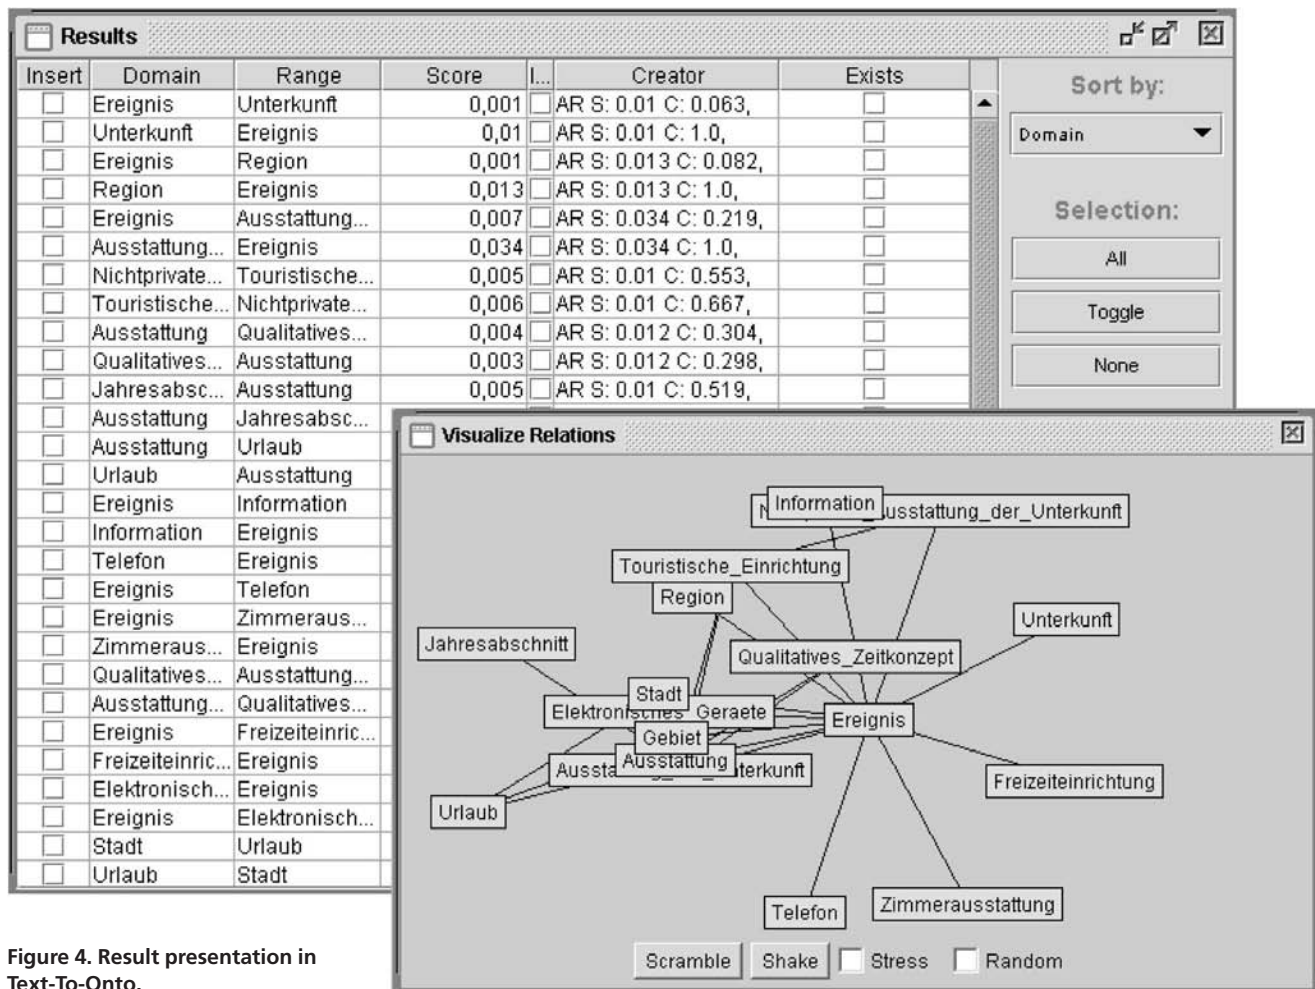 Results
Insert Domain Range Score I... Creator Exists
Ereignis Unterkunft 0,001 AR S: 0.01 C: 0.063,
Unterkunft Ereignis 0,01 AR S: 0.01 C: 1.0,
Ereignis Region 0,001 AR S: 0.013 C: 0.082,
Region Ereignis 0,013 AR S: 0.013 C: 1.0,
Ereignis Ausstattung... 0,007 AR S: 0.034 C: 0.219,
Ausstattung... Ereignis 0,034 AR S: 0.034 C: 1.0,
Nichtprivate... Touristische... 0,005 AR S: 0.01 C: 0.553,
Touristische... Nichtprivate... 0,006 AR S: 0.01 C: 0.667,
Ausstattung Qualitatives... 0,004 AR S: 0.012 C: 0.304,
Qualitatives... Ausstattung 0,003 AR S: 0.012 C: 0.298,
Jahresabsc... Ausstattung 0,005 AR S: 0.01 C: 0.519,
Ausstattung Jahresabsc...
Ausstattung Urlaub
Urlaub Ausstattung
Ereignis Information
Information Ereignis
Telefon Ereignis
Ereignis Telefon
Ereignis Zimmeraus...
Zimmeraus... Ereignis
Qualitatives... Ausstattung...
Ausstattung... Qualitatives...
Ereignis Freizeiteinric...
Freizeiteinric... Ereignis
Elektronisch... Ereignis
Ereignis Elektronisch...
Stadt Urlaub
Urlaub Stadt
Sort by:
Domain
Selection:
All
Toggle
None
Visualize Relations
Information
usstattung_der_Unterkunft
Touristische_Einrichtung
Region
Unterkunft
Jahresabschnitt
Qualitatives_Zeitkonzept
Stadt
Elektronisches_Geraete
Ereignis
Gebiet
Ausstattung
Aussta terkunft
Freizeiteinrichtung
Urlaub
Telefon
Zimmerausstattung
Scramble Shake Stress Random
Figure 4. Result presentation in
Text-To-Onto.